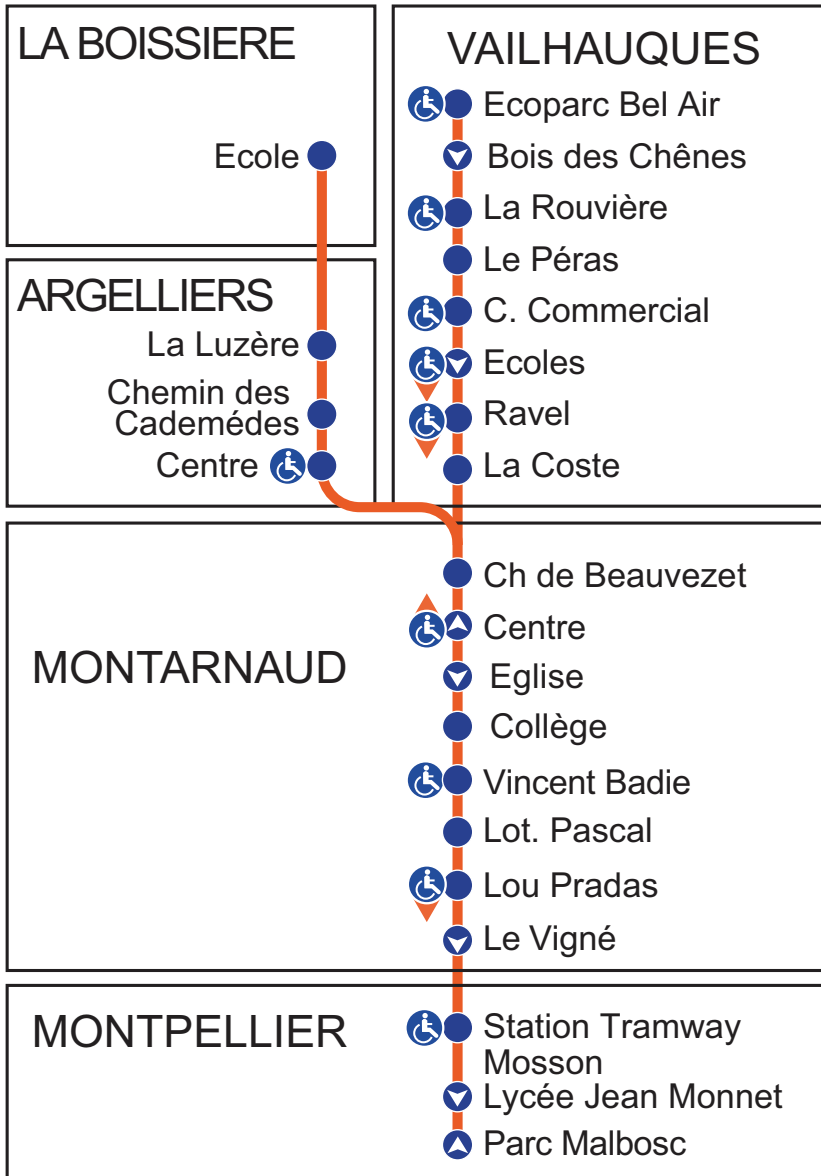 LA BOISSIERE
Ecole
ARGELLIERS
La Luzère
Chemin des
Cademédes
Centre
VAILHAUQUES
Ecoparc Bel Air
Bois des Chênes
La Rouvière
Le Péras
C. Commercial
Ecoles
Ravel
La Coste
MONTARNAUD
Ch de Beauvezet
Centre
Eglise
Collège
Vincent Badie
Lot. Pascal
Lou Pradas
Le Vigné
MONTPELLIER
Station Tramway
Mosson
Lycée Jean Monnet
Parc Malbosc